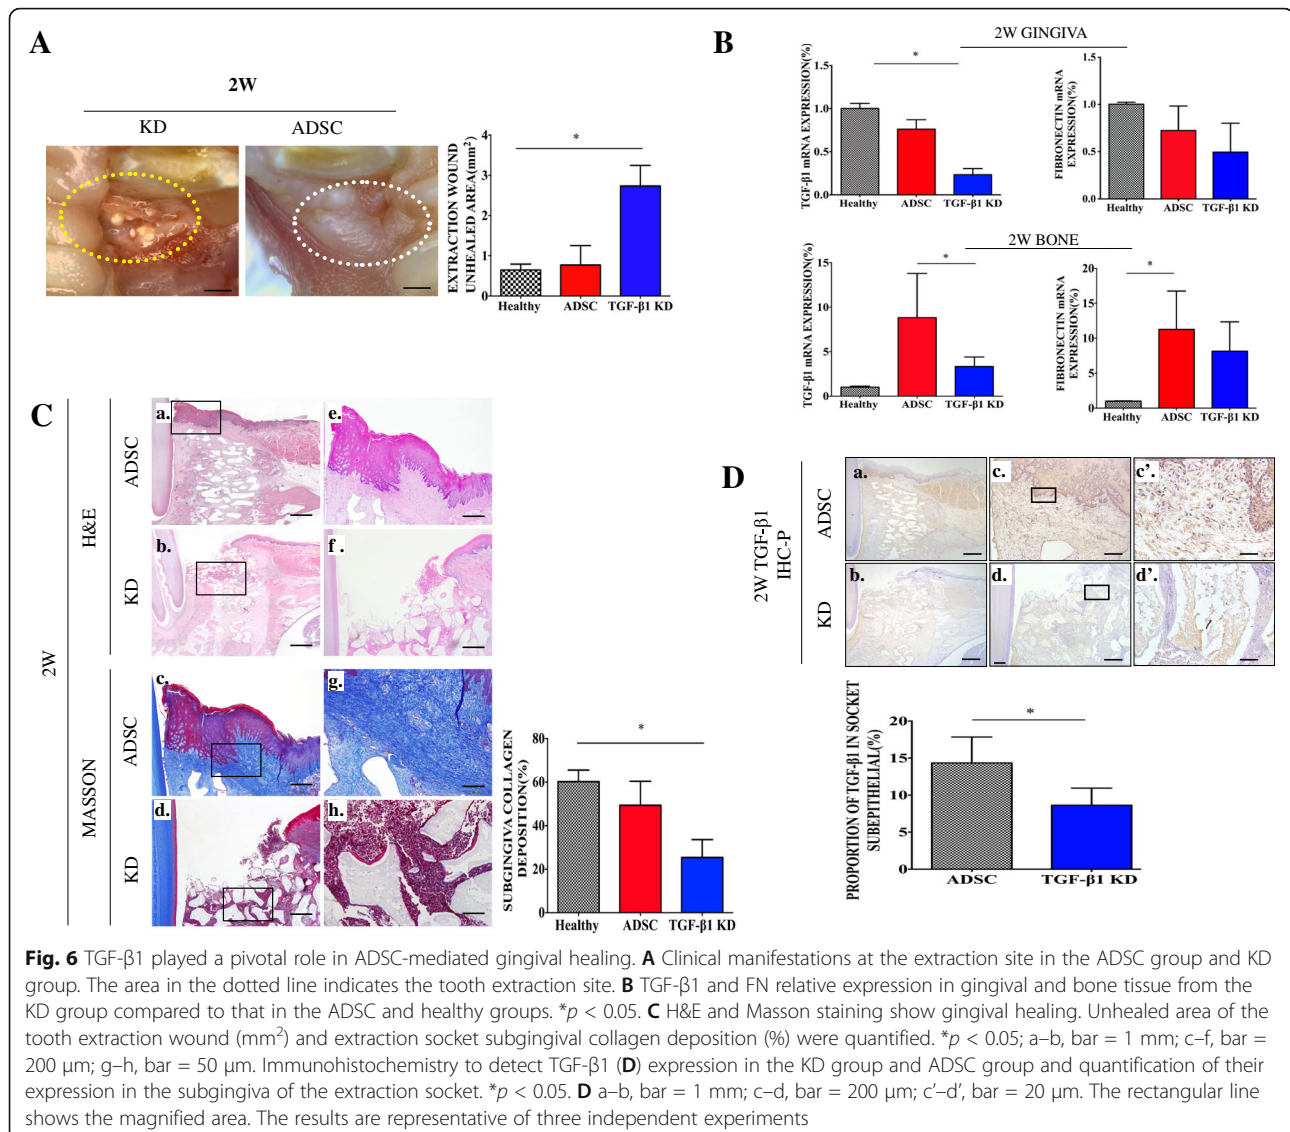 A
2W
KD
ADSC
EXTRACTION WOUND
UNHEALED AREA(mm²)
4
3
2
1
0
*
Healthy
ADSC
TGF-β1 KD
B
2W GINGIVA
TGF-β1 mRNA EXPRESSION(%)
1.5
1.0
0.5
0.0
*
Healthy
ADSC
TGF-β1 KD
FIBRONECTIN mRNA
EXPRESSION(%)
1.5
1.0
0.5
0.0
Healthy
ADSC
TGF-β1 KD
2W BONE
TGF-β1 mRNA EXPRESSION(%)
15
10
5
0
*
Healthy
ADSC
TGF-β1 KD
FIBRONECTIN mRNA
EXPRESSION(%)
20
15
10
5
0
*
Healthy
ADSC
TGF-β1 KD
C
2W
H&E
ADSC
a.
e.
KD
b.
f.
MASSON
ADSC
c.
g.
KD
d.
h.
SUBGINGIVA COLLAGEN
DEPOSITION(%)
80
60
40
20
0
*
Healthy
ADSC
TGF-β1 KD
D
2W TGF-β1
IHC-P
ADSC
a.
c.
c'.
KD
b.
d.
d'.
PROPORTION OF TGF-β1 IN SOCKET
SUBEPITHELIAL(%)
20
15
10
5
0
*
ADSC
TGF-β1 KD
Fig. 6 TGF-β1 played a pivotal role in ADSC-mediated gingival healing. A Clinical manifestations at the extraction site in the ADSC group and KD
group. The area in the dotted line indicates the tooth extraction site. B TGF-β1 and FN relative expression in gingival and bone tissue from the
KD group compared to that in the ADSC and healthy groups. *p < 0.05. C H&E and Masson staining show gingival healing. Unhealed area of the
tooth extraction wound (mm²) and extraction socket subgingival collagen deposition (%) were quantified. *p < 0.05; a–b, bar = 1 mm; c–f, bar =
200 μm; g–h, bar = 50 μm. Immunohistochemistry to detect TGF-β1 (D) expression in the KD group and ADSC group and quantification of their
expression in the subgingiva of the extraction socket. *p < 0.05. D a–b, bar = 1 mm; c–d, bar = 200 μm; c′–d′, bar = 20 μm. The rectangular line
shows the magnified area. The results are representative of three independent experiments